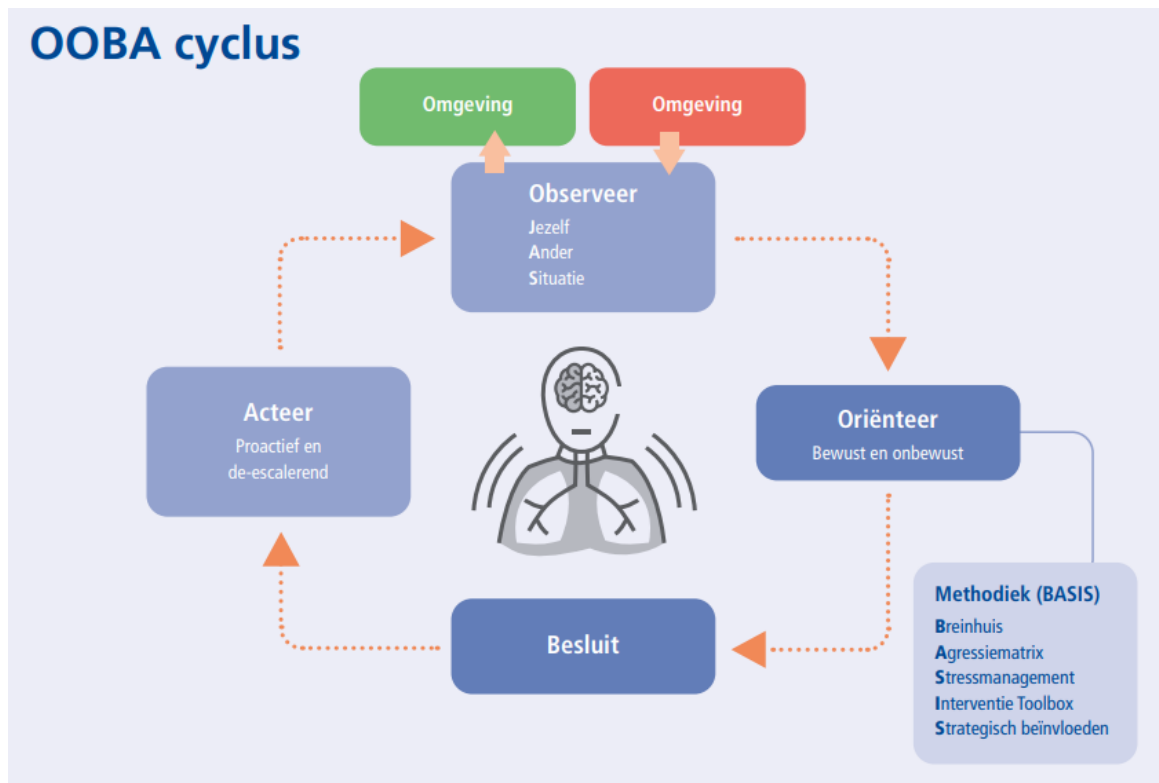 OOBA cyclus
Omgeving
Omgeving
Observeer
Jezelf
Ander
Situatie
Acteer
Proactief en
de-escalerend
Oriënteer
Bewust en onbewust
Besluit
Methodiek (BASIS)
Breinhuis
Agressiematrix
Stressmanagement
Interventie Toolbox
Strategisch beïnvloeden